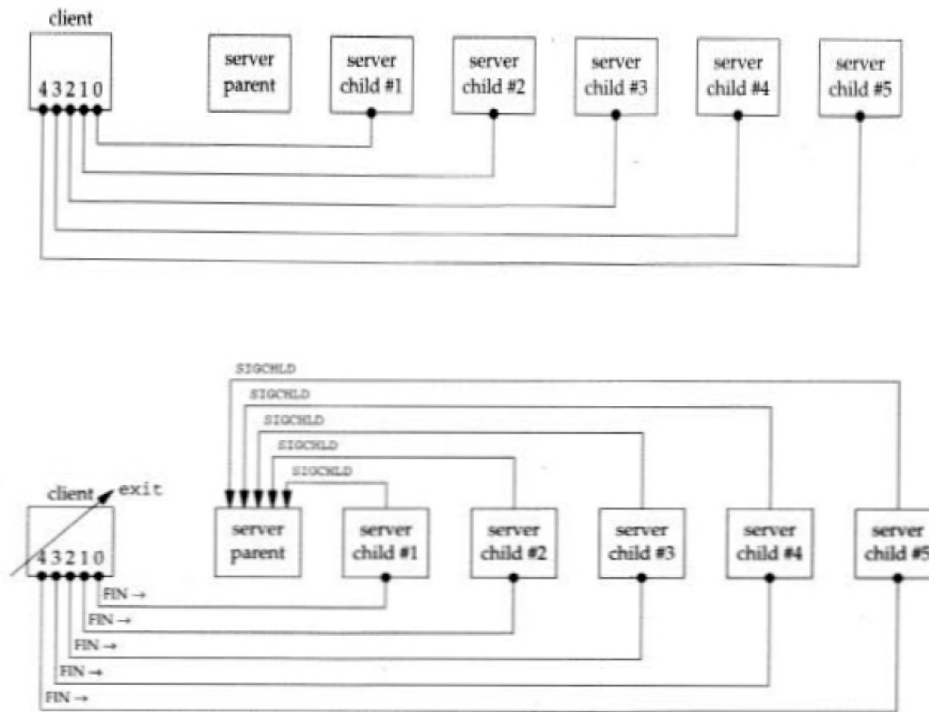 client
4 3 2 1 0
server
parent
server
child #1
server
child #2
server
child #3
server
child #4
server
child #5
SIGCHLD
SIGCHLD
SIGCHLD
SIGCHLD
SIGCHLD
client
exit
4 3 2 1 0
server
parent
server
child #1
server
child #2
server
child #3
server
child #4
server
child #5
FIN →
FIN →
FIN →
FIN →
FIN →